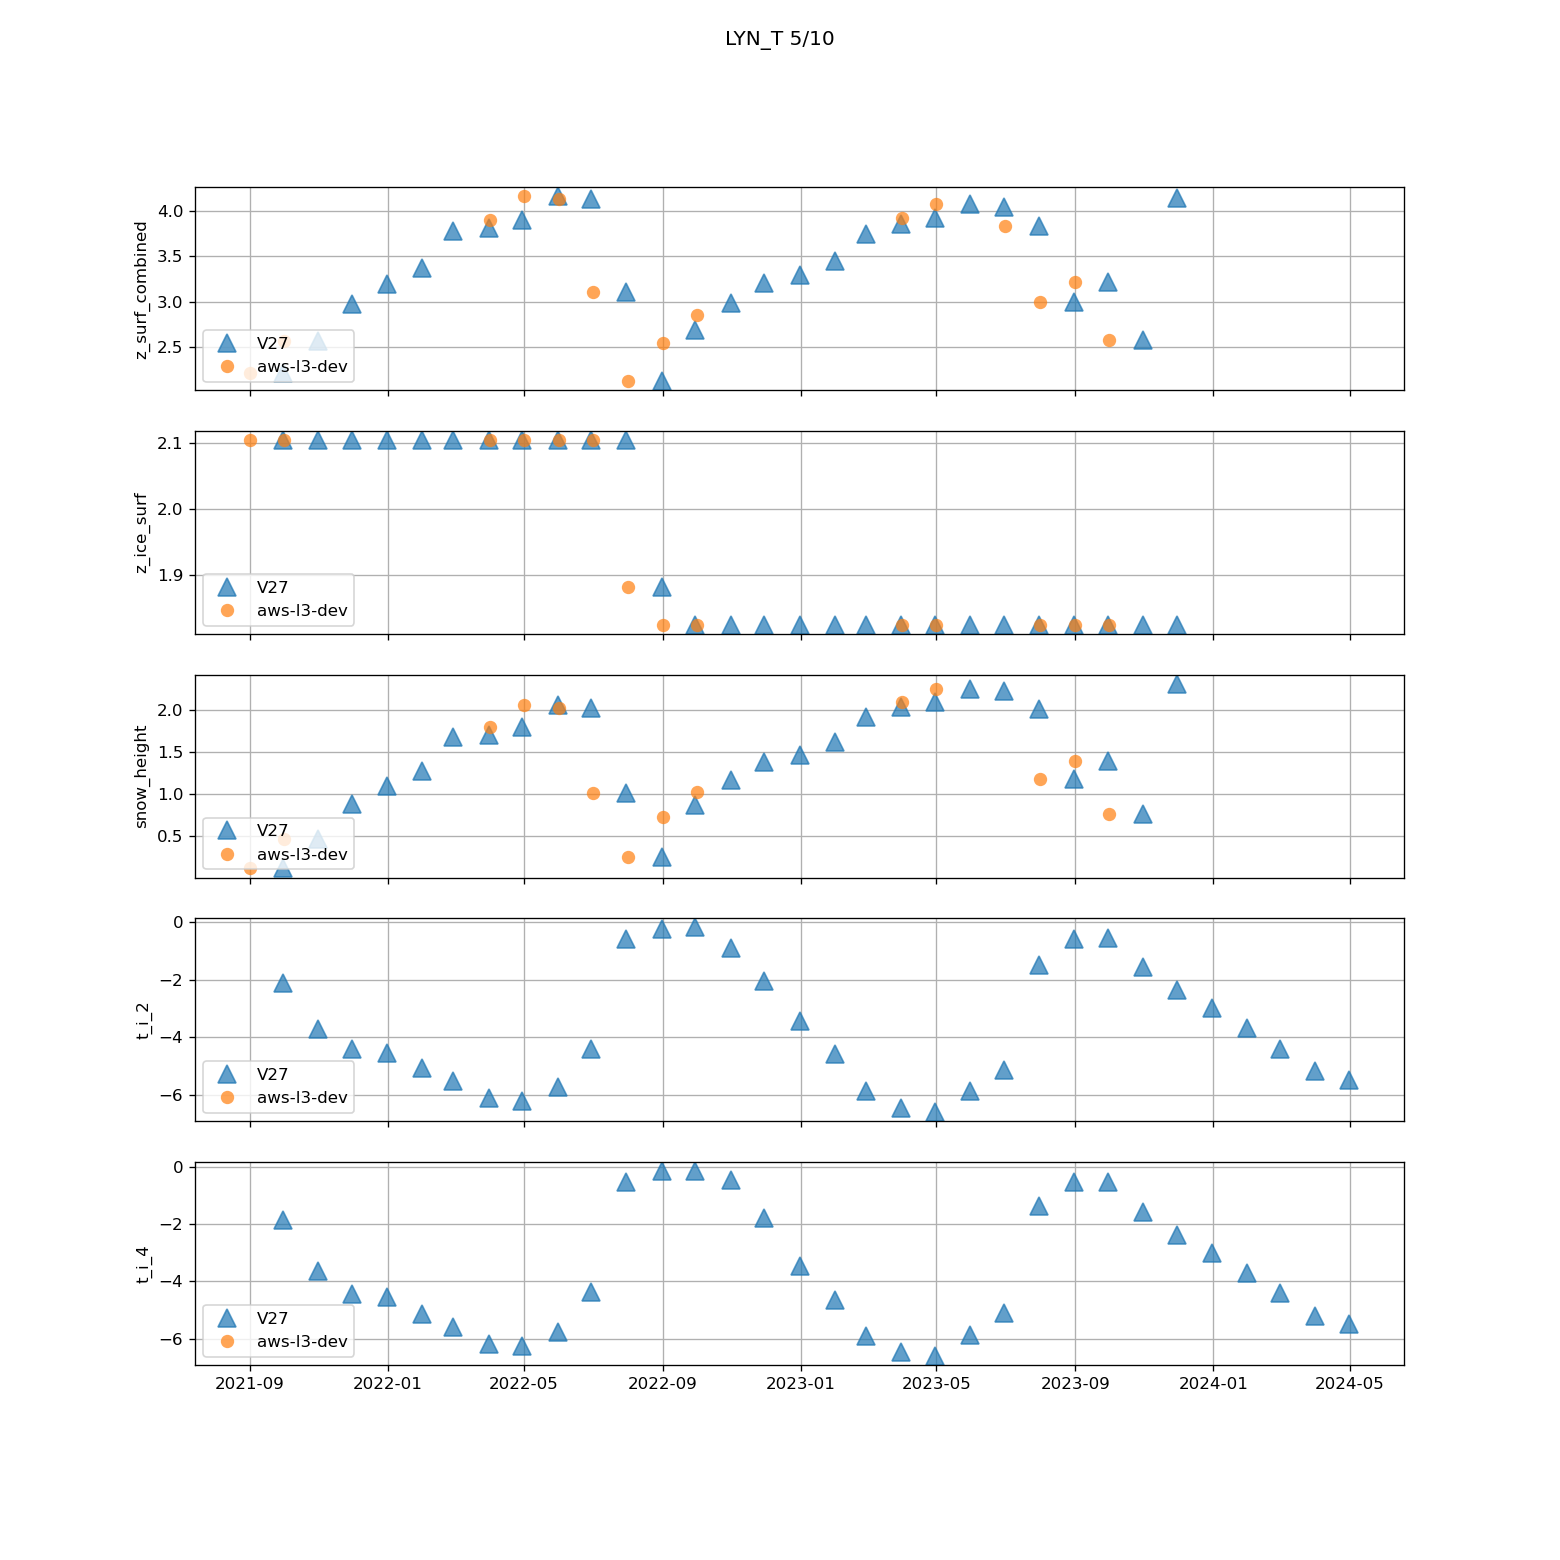 LYN_T 5/10
z_surf_combined
4.0
3.5
3.0
2.5
V27
aws-l3-dev
z_ice_surf
2.1
2.0
1.9
V27
aws-l3-dev
snow_height
2.0
1.5
1.0
0.5
V27
aws-l3-dev
t_i_2
0
−2
−4
−6
V27
aws-l3-dev
t_i_4
0
−2
−4
−6
V27
aws-l3-dev
2021-09 2022-01 2022-05 2022-09 2023-01 2023-05 2023-09 2024-01 2024-05